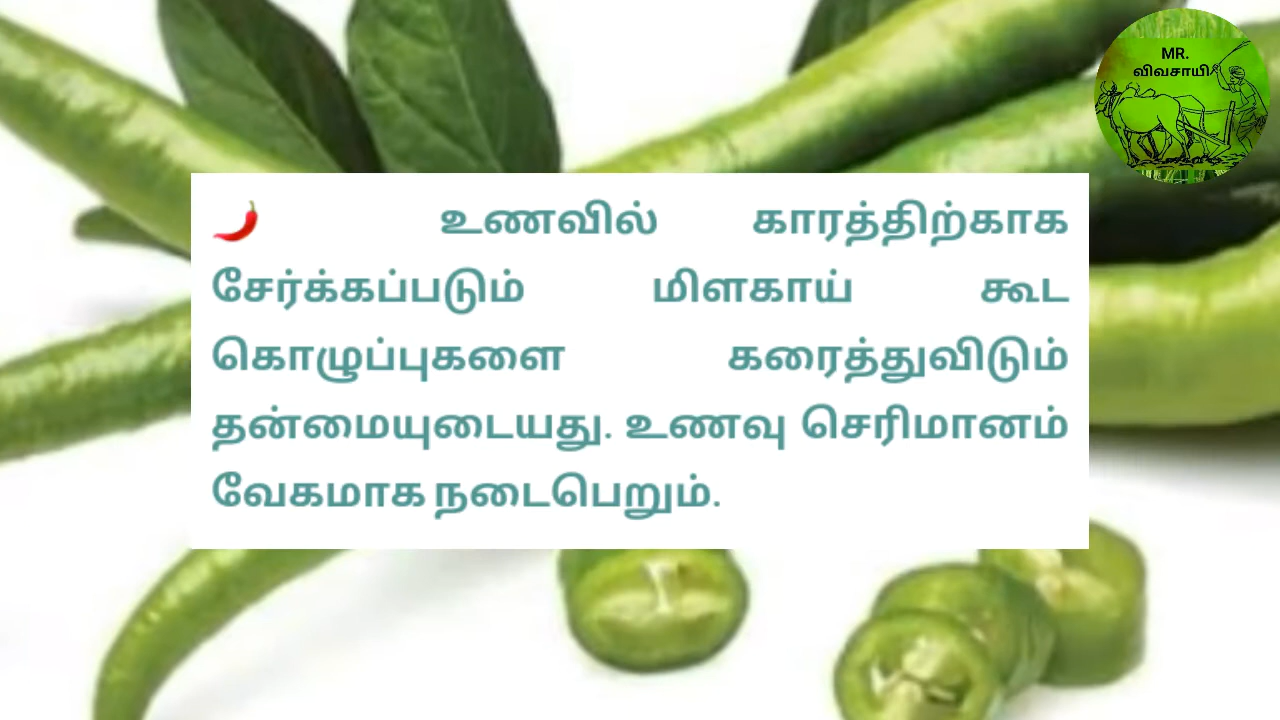 MR.
விவசாயி
🌶 உணவில் காரத்திற்காக
சேர்க்கப்படும் மிளகாய் கூட
கொழுப்புகளை கரைத்துவிடும்
தன்மையுடையது. உணவு செரிமானம்
வேகமாக நடைபெறும்.